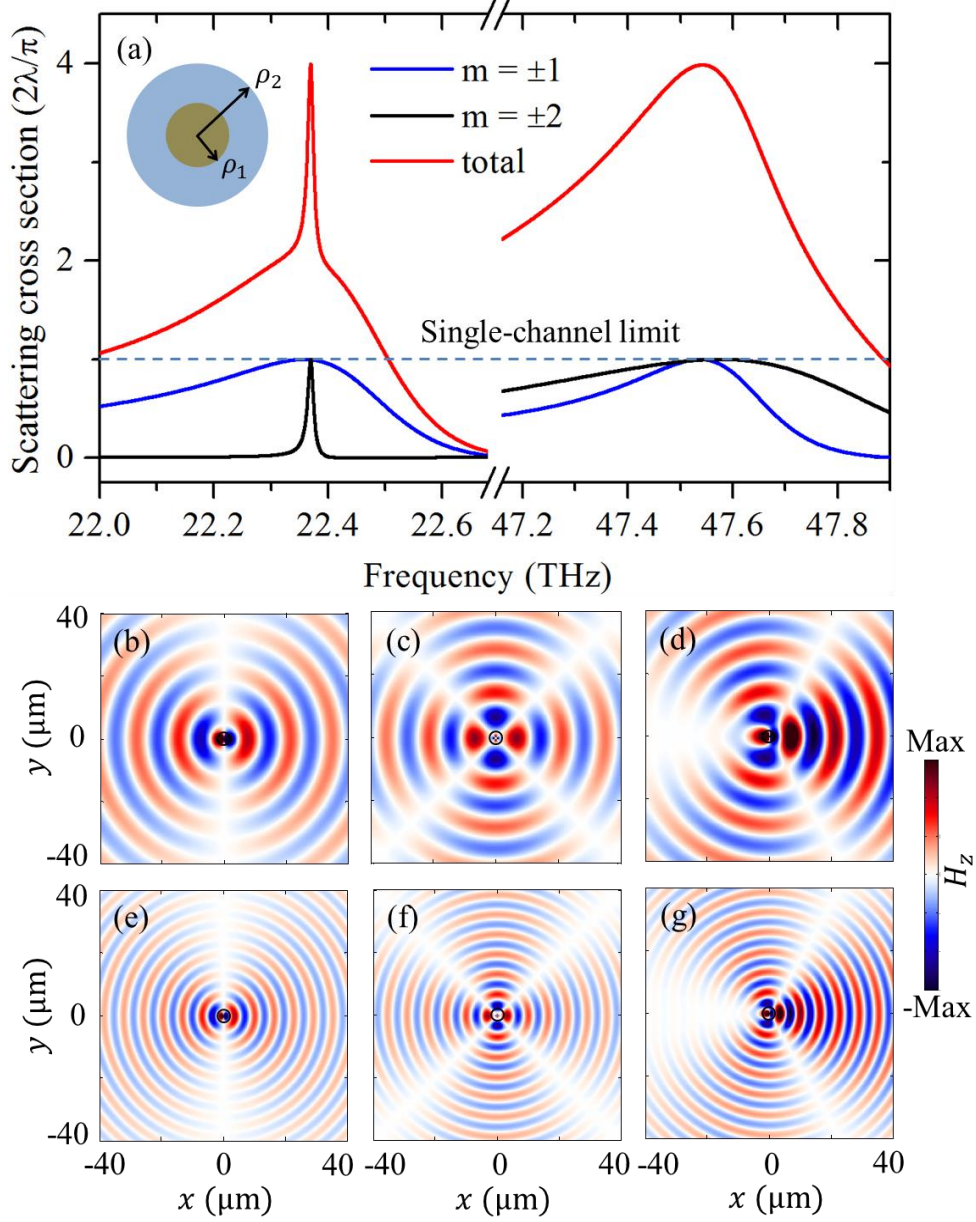 (a)
ρ2
ρ1
m = ±1
m = ±2
total
Single-channel limit
Scattering cross section (2λ/π)
4
2
0
22.0 22.2 22.4 22.6 47.2 47.4 47.6 47.8
Frequency (THz)
(b) (c) (d)
40
0
-40
y (μm)
Max
Hz
-Max
(e) (f) (g)
40
0
-40
y (μm)
-40 0 40 -40 0 40 -40 0 40
x (μm) x (μm) x (μm)